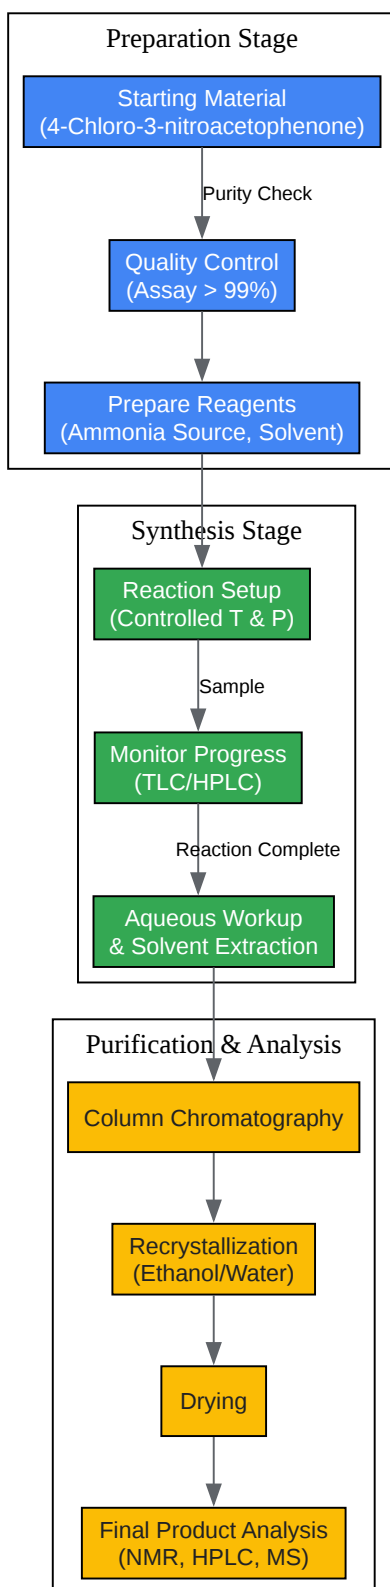 Preparation Stage
Starting Material
(4-Chloro-3-nitroacetophenone)
Purity Check
Quality Control
(Assay > 99%)
Prepare Reagents
(Ammonia Source, Solvent)
Synthesis Stage
Reaction Setup
(Controlled T & P)
Sample
Monitor Progress
(TLC/HPLC)
Reaction Complete
Aqueous Workup
& Solvent Extraction
Purification & Analysis
Column Chromatography
Recrystallization
(Ethanol/Water)
Drying
Final Product Analysis
(NMR, HPLC, MS)